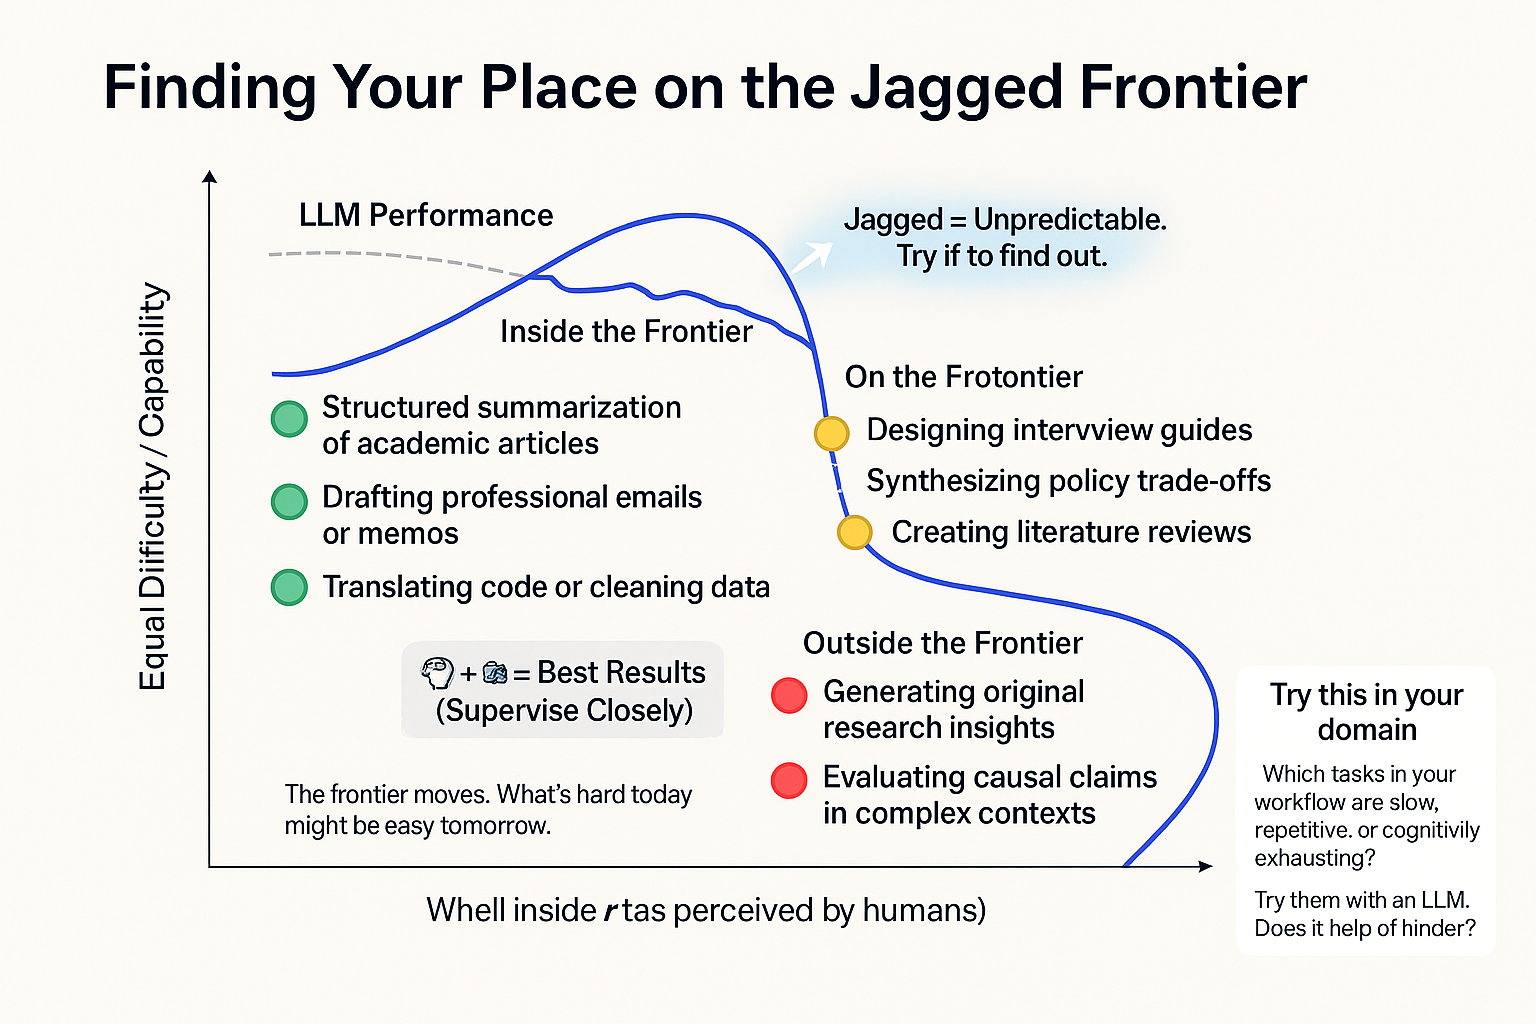 Finding Your Place on the Jagged Frontier
LLM Performance
Jagged = Unpredictable.
Try if to find out.
Equal Diifficulty / Capability
Inside the Frontier
Structured summarization
of academic articles
Drafting professional emails
or memos
Translating code or cleaning data
On the Frotontier
Designing intervview guides
Synthesizing policy trade-offs
Creating literature reviews
+ = Best Results
(Supervise Closely)
The frontier moves. What's hard today
might be easy tomorrow.
Outside the Frontier
Generating original
research insights
Evaluating causal claims
in complex contexts
Try this in your
domain
Which tasks in your
workflow are slow,
repetitive. or cognitivily
exhausting?
Try them with an LLM.
Does it help of hinder?
Whell inside r tas perceived by humans)